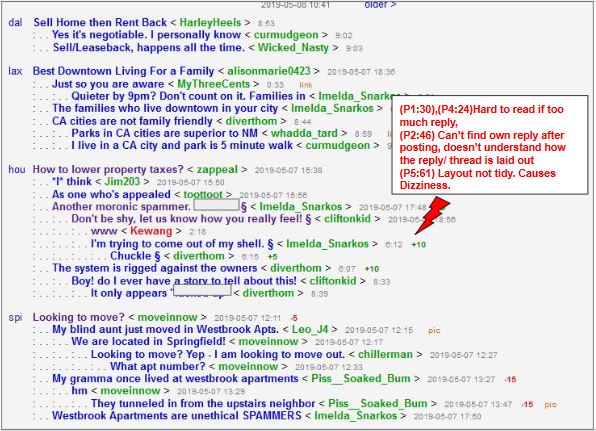 2019-05-08 10:41 older >
dal Sell Home then Rent Back < HarleyHeels > 8:53
: . . Yes it's negotiable. I personally know < curmudgeon > 9:02
: . . Sell/Leaseback, happens all the time. < Wicked_Nasty > 9:03
lax Best Downtown Living For a Family < alisonmarie0423 > 2019-05-07 18:36
: . . Just so you are aware < MyThreeCents > 0:33 link
: . . : . . Quieter by 9pm? Don't count on it. Families in < Imelda_Snarkos >
: . . The families who live downtown in your city < Imelda_Snarkos
: . . CA cities are not family friendly < diverthom > 8:44
: . . : . . Parks in CA cities are superior to NM < whadda_tard > 8:59 li
: . . : . . I live in a CA city and park is 5 minute walk < curmudgeon > 9
(P1:30),(P4:24)Hard to read if too
much reply,
(P2:46) Can't find own reply after
posting, doesn't understand how
the reply/ thread is laid out
(P5:61) Layout not tidy. Causes
Dizziness.
hou How to lower property taxes? < zappeal > 2019-05-07 15:38
: . . *I* think < Jim203 > 2019-05-07 15:50
: . . As one who's appealed < toottoot > 2019-05-07 16:56
: . . Another moronic spammer. § < Imelda_Snarkos > 2019-05-07 17:48
: . . : . . Don't be shy, let us know how you really feel! § < cliftonkid > 18:56
: . . : . . : . . www < Kewang > 2:18
: . . : . . : . . I'm trying to come out of my shell. § < Imelda_Snarkos > 6:12 +10
: . . : . . : . . : . . Chuckle § < diverthom > 6:15 +5
: . . The system is rigged against the owners < diverthom > 6:07 +10
: . . : . . Boy! do I ever have a story to tell about this! < cliftonkid > 8:33
: . . : . . : . . It only appears < diverthom > 8:39
spi Looking to move? < moveinnow > 2019-05-07 12:11 -5
: . . My blind aunt just moved in Westbrook Apts. < Leo_J4 > 2019-05-07 12:15 pic
: . . : . . We are located in Springfield! < moveinnow > 2019-05-07 12:17
: . . : . . : . . Looking to move? Yep - I am looking to move out. < chillerman > 2019-05-07 12:27
: . . : . . : . . : . . What apt number? < moveinnow > 2019-05-07 12:33
: . . My gramma once lived at westbrook apartments < Piss__Soaked_Bum > 2019-05-07 13:27 -15
: . . : . . hm < moveinnow > 2019-05-07 13:29
: . . : . . : . . They tunneled in from the upstairs neighbor < Piss__Soaked_Bum > 2019-05-07 13:47 -15 pic
: . . Westbrook Apartments are unethical SPAMMERS < Imelda_Snarkos > 2019-05-07 17:50